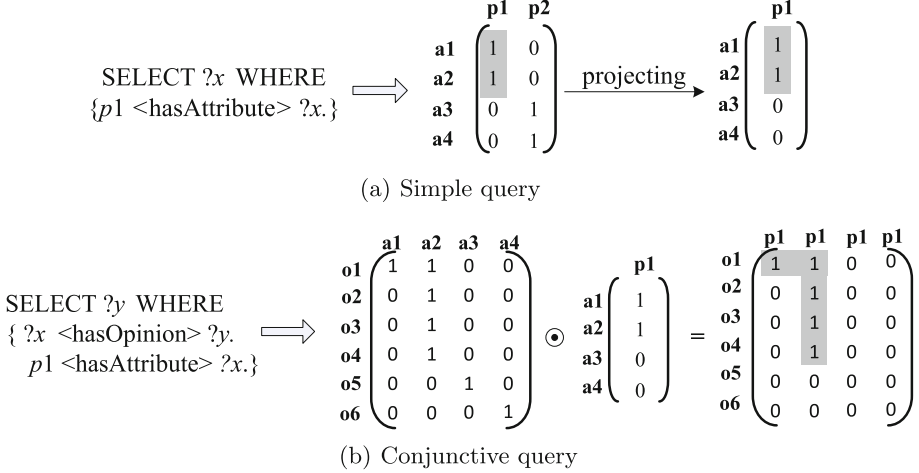 p1 p2
a1 1 0
a2 1 0
a3 0 1
a4 0 1
SELECT ?x WHERE
{p1 <hasAttribute> ?x.}
projecting
p1
a1 1
a2 1
a3 0
a4 0
(a) Simple query
SELECT ?y WHERE
{ ?x <hasOpinion> ?y.
p1 <hasAttribute> ?x.}
a1 a2 a3 a4
o1 1 1 0 0
o2 0 1 0 0
o3 0 1 0 0
o4 0 1 0 0
o5 0 0 1 0
o6 0 0 0 1
⊙
p1
a1 1
a2 1
a3 0
a4 0
=
p1 p1 p1 p1
o1 1 1 0 0
o2 0 1 0 0
o3 0 1 0 0
o4 0 1 0 0
o5 0 0 0 0
o6 0 0 0 0
(b) Conjunctive query